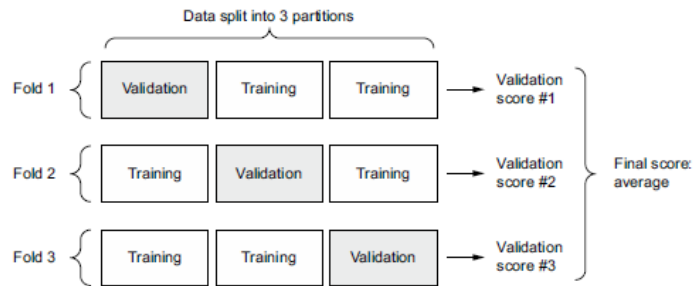 Data split into 3 partitions
Fold 1
Validation
Training
Training
Validation
score #1
Fold 2
Training
Validation
Training
Validation
score #2
Final score:
average
Fold 3
Training
Training
Validation
Validation
score #3